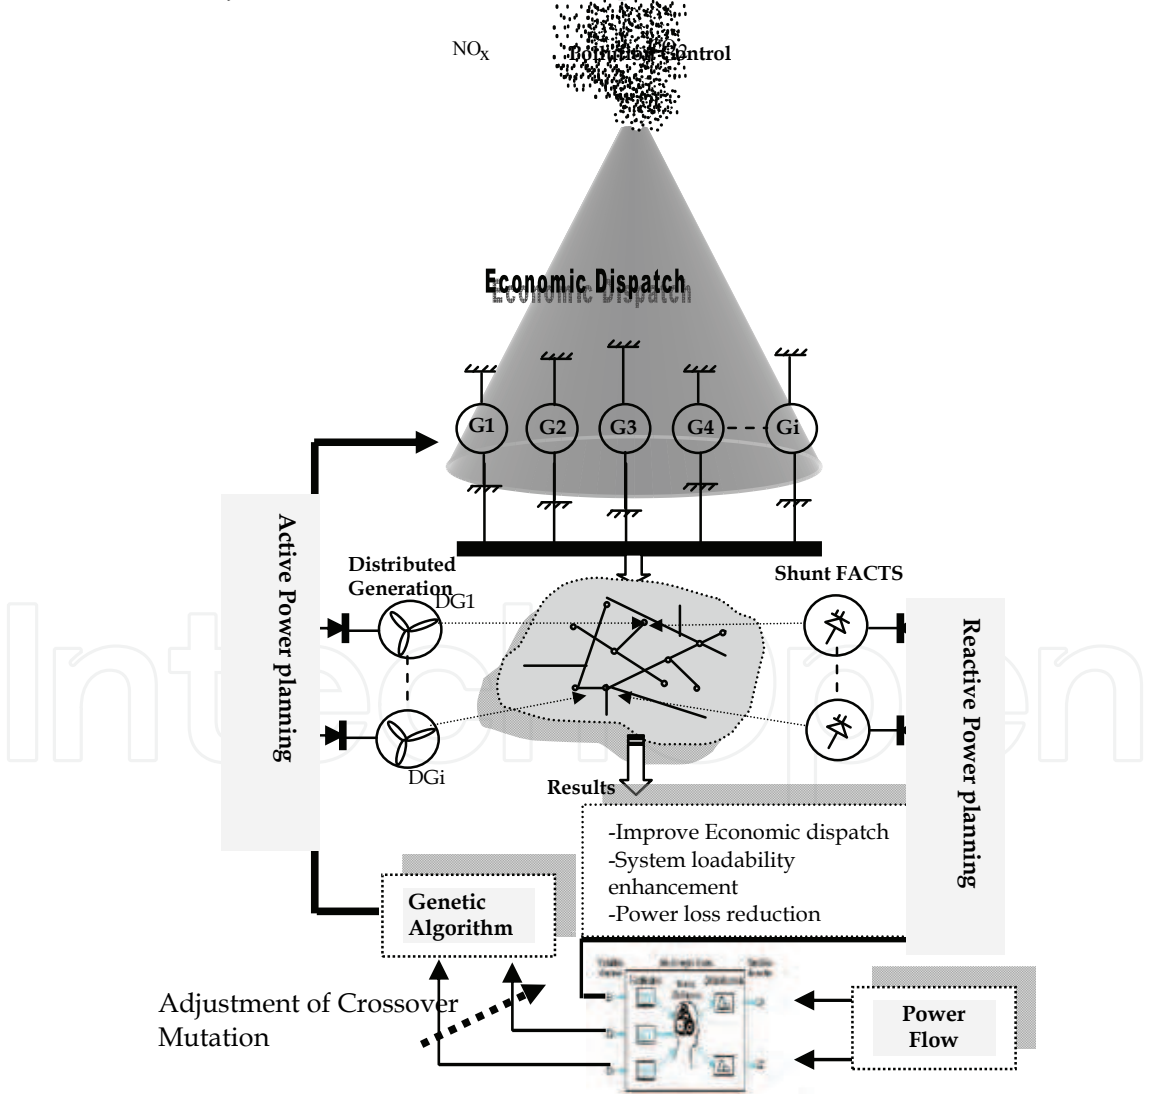 NOx
Pollution Control
Economic Dispatch
G1 G2 G3 G4 Gi
Active Power planning
Distributed
Generation
DG1
DGi
Shunt FACTS
Reactive Power planning
Results
-Improve Economic dispatch
-System loadability
enhancement
-Power loss reduction
Genetic
Algorithm
Adjustment of Crossover
Mutation
Power
Flow
IntechOpen